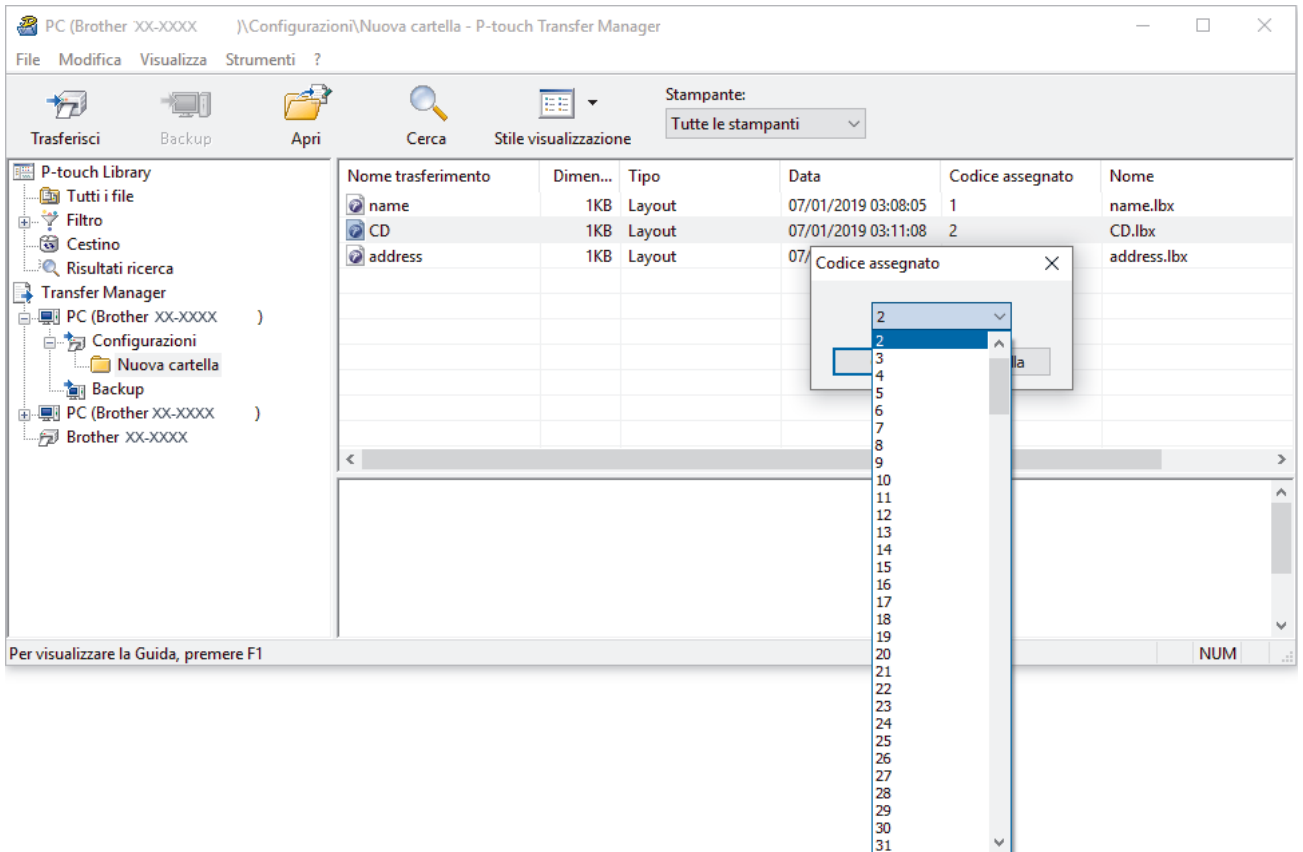 PC (Brother XX-XXXX )\Configurazioni\Nuova cartella - P-touch Transfer Manager
File Modifica Visualizza Strumenti ?
Trasferisci Backup Apri Cerca Stile visualizzazione
Stampante:
Tutte le stampanti
P-touch Library
Tutti i file
Filtro
Cestino
Risultati ricerca
Transfer Manager
PC (Brother XX-XXXX )
Configurazioni
Nuova cartella
Backup
PC (Brother XX-XXXX )
Brother XX-XXXX
Nome trasferimento Dimen... Tipo Data Codice assegnato Nome
name 1KB Layout 07/01/2019 03:08:05 1 name.lbx
CD 1KB Layout 07/01/2019 03:11:08 2 CD.lbx
address 1KB Layout 07/ address.lbx
Codice assegnato
2
2
3
4
5
6
7
8
9
10
11
12
13
14
15
16
17
18
19
20
21
22
23
24
25
26
27
28
29
30
31
lla
Per visualizzare la Guida, premere F1 NUM